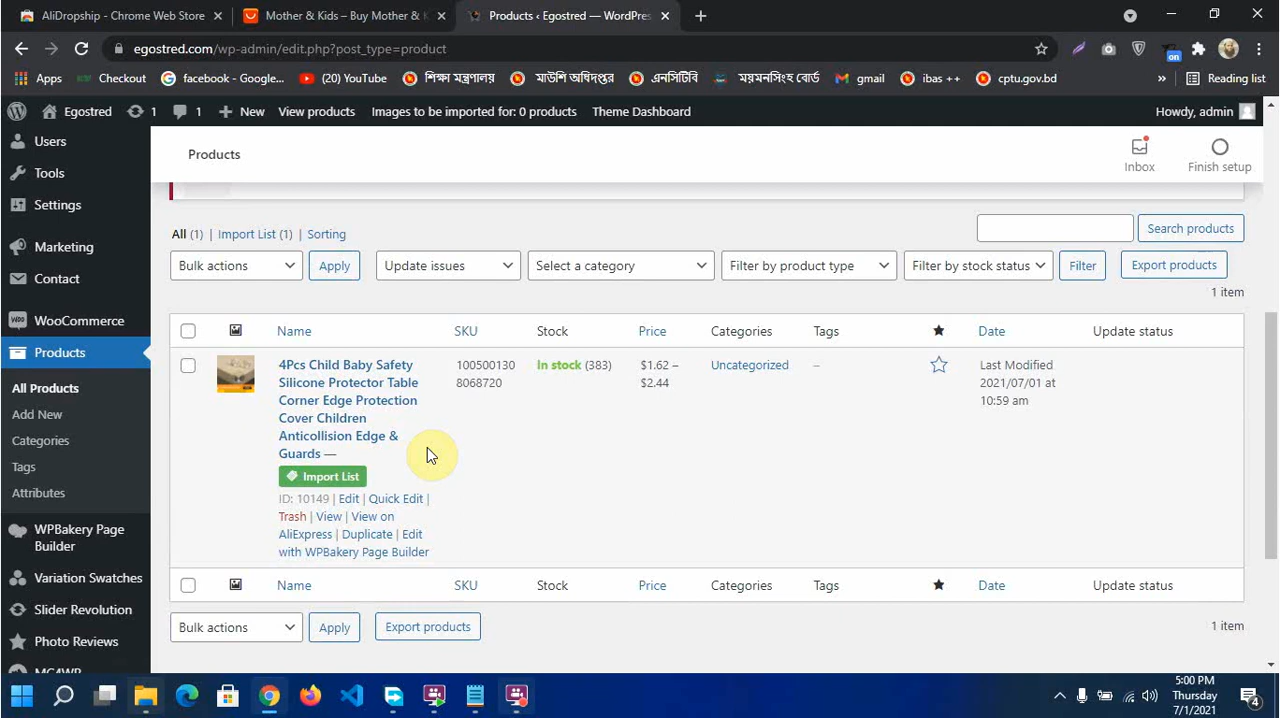 AliDropship - Chrome Web Store
Mother & Kids – Buy Mother & K
Products ‹ Egostred — WordPres
egostred.com/wp-admin/edit.php?post_type=product
on
Apps
Checkout
facebook - Google...
(20) YouTube
শিক্ষা মন্ত্রণালয়
মাউশি অধিদপ্তর
এনসিটিবি
ময়মনসিংহ বোর্ড
gmail
ibas ++
cptu.gov.bd
»
Reading list
Egostred
1
1
New
View products
Images to be imported for: 0 products
Theme Dashboard
Howdy, admin
Users
Tools
Settings
Marketing
Contact
WooCommerce
Products
All Products
Add New
Categories
Tags
Attributes
WPBakery Page
Builder
Variation Swatches
Slider Revolution
Photo Reviews
MC4WP
Products
Inbox
Finish setup
All (1) | Import List (1) | Sorting
Search products
Bulk actions
Apply
Update issues
Select a category
Filter by product type
Filter by stock status
Filter
Export products
1 item
Name
SKU
Stock
Price
Categories
Tags
Date
Update status
4Pcs Child Baby Safety
Silicone Protector Table
Corner Edge Protection
Cover Children
Anticollision Edge &
Guards —
Import List
ID: 10149 | Edit | Quick Edit |
Trash | View | View on
AliExpress | Duplicate | Edit
with WPBakery Page Builder
100500130
8068720
In stock (383)
$1.62 –
$2.44
Uncategorized
–
Last Modified
2021/07/01 at
10:59 am
Name
SKU
Stock
Price
Categories
Tags
Date
Update status
Bulk actions
Apply
Export products
1 item
5:00 PM
Thursday
7/1/2021
4